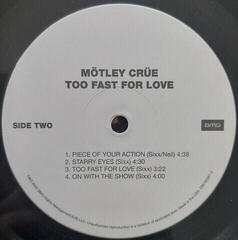 MÖTLEY CRÜE
TOO FAST FOR LOVE
SIDE TWO
BMG
1. PIECE OF YOUR ACTION (Sixx/Neil) 4:38
2. STARRY EYES (Sixx) 4:30
3. TOO FAST FOR LOVE (Sixx) 3:22
4. ON WITH THE SHOW (Sixx) 4:00